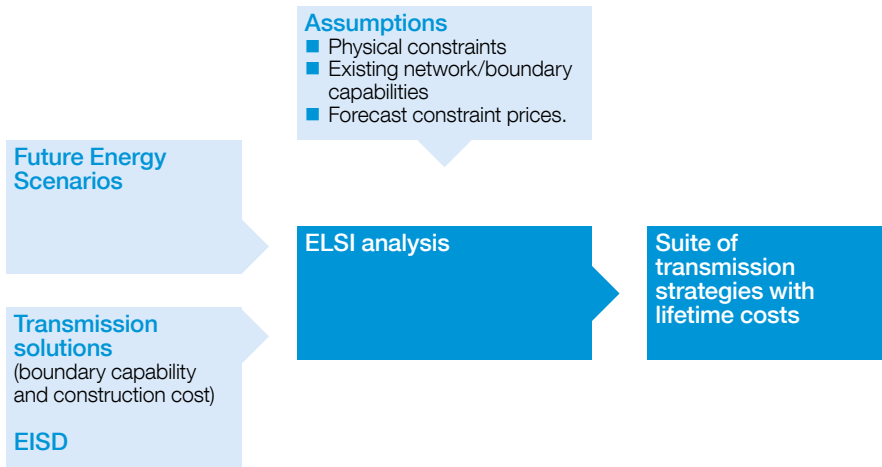 Assumptions
■ Physical constraints
■ Existing network/boundary
capabilities
■ Forecast constraint prices.
Future Energy
Scenarios
ELSI analysis
Suite of
transmission
strategies with
lifetime costs
Transmission
solutions
(boundary capability
and construction cost)
EISD